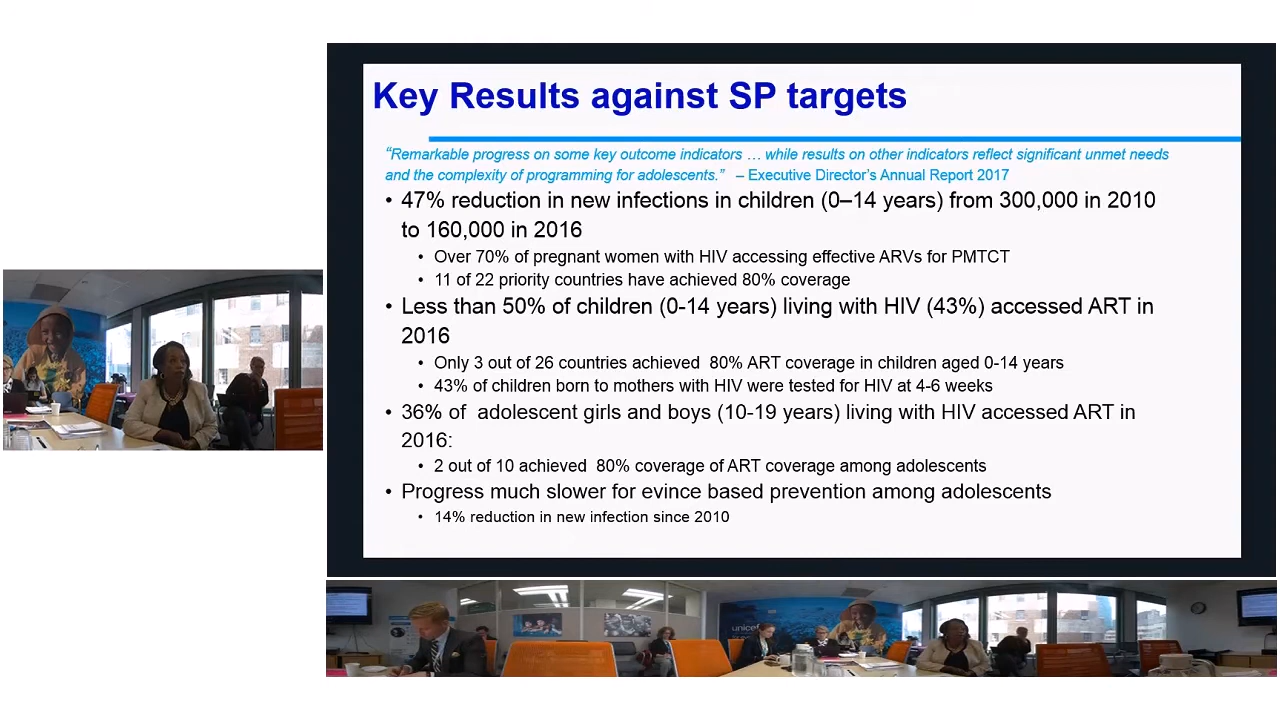 Key Results against SP targets
“Remarkable progress on some key outcome indicators … while results on other indicators reflect significant unmet needs
and the complexity of programming for adolescents.” – Executive Director’s Annual Report 2017
• 47% reduction in new infections in children (0–14 years) from 300,000 in 2010
to 160,000 in 2016
• Over 70% of pregnant women with HIV accessing effective ARVs for PMTCT
• 11 of 22 priority countries have achieved 80% coverage
• Less than 50% of children (0-14 years) living with HIV (43%) accessed ART in
2016
• Only 3 out of 26 countries achieved 80% ART coverage in children aged 0-14 years
• 43% of children born to mothers with HIV were tested for HIV at 4-6 weeks
• 36% of adolescent girls and boys (10-19 years) living with HIV accessed ART in
2016:
• 2 out of 10 achieved 80% coverage of ART coverage among adolescents
• Progress much slower for evince based prevention among adolescents
• 14% reduction in new infection since 2010
unicef